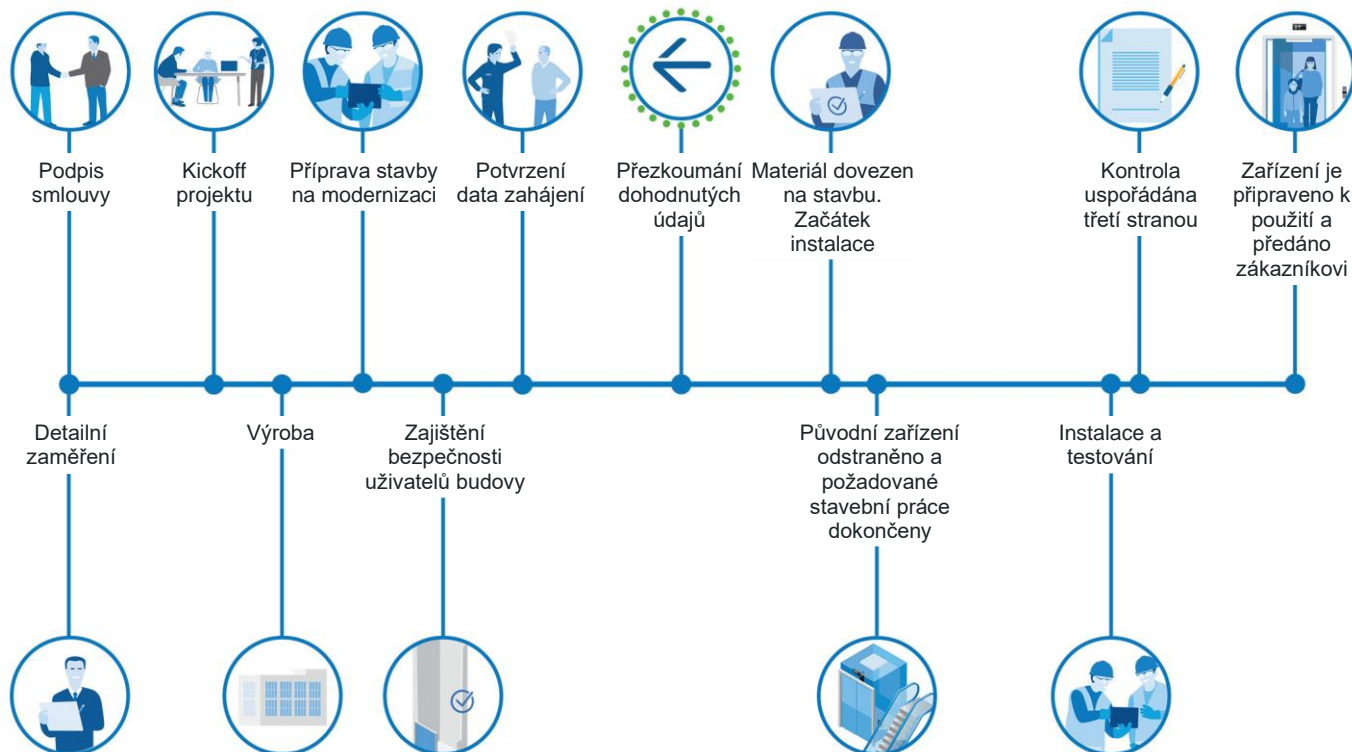 Podpis
smlouvy
Kickoff
projektu
Příprava stavby
na modernizaci
Potvrzení
data zahájení
Přezkoumání
dohodnutých
údajů
Materiál dovezen
na stavbu.
Začátek
instalace
Kontrola
uspořádána
třetí stranou
Zařízení je
připraveno k
použití a
předáno
zákazníkovi
Detailní
zaměření
Výroba
Zajištění
bezpečnosti
uživatelů budovy
Původní zařízení
odstraněno a
požadované
stavební práce
dokončeny
Instalace a
testování